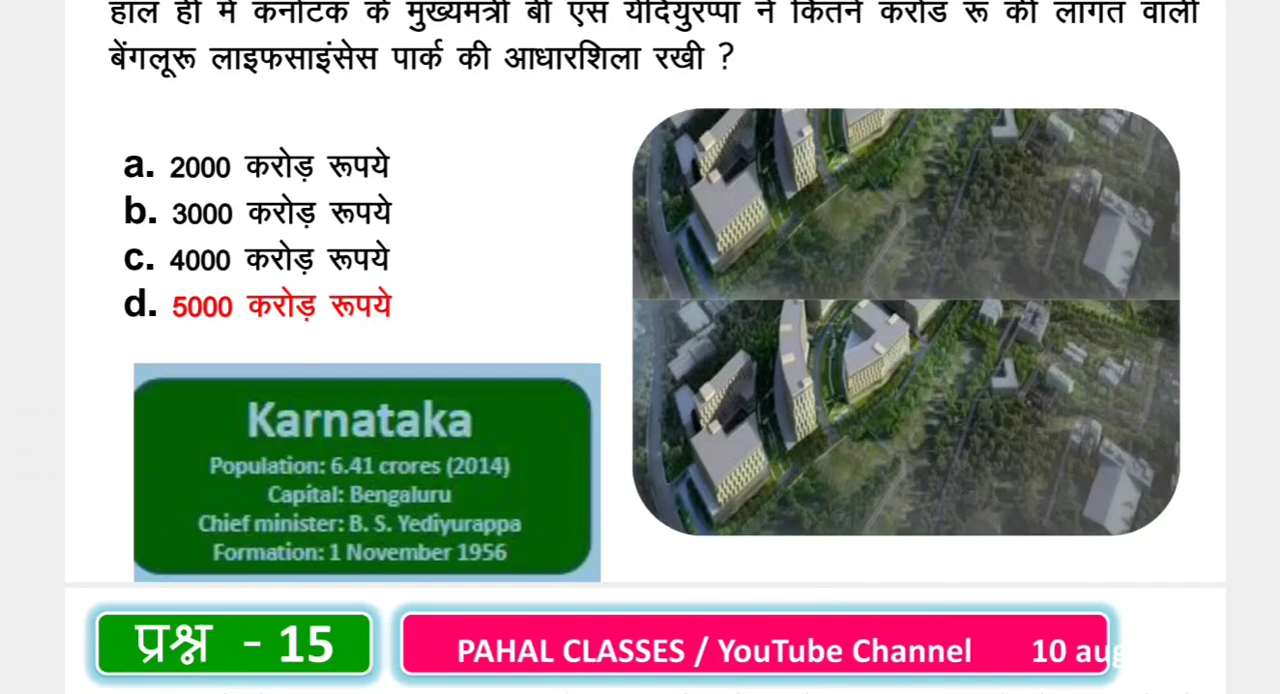 हाल ही में कर्नाटक के मुख्यमंत्री बी एस येदियुरप्पा ने कितने करोड रू की लागत वाली
बेंगलूरू लाइफसाइंसेस पार्क की आधारशिला रखी ?
a. 2000 करोड़ रूपये
b. 3000 करोड़ रूपये
c. 4000 करोड़ रूपये
d. 5000 करोड़ रूपये
Karnataka
Population: 6.41 crores (2014)
Capital: Bengaluru
Chief minister: B. S. Yediyurappa
Formation: 1 November 1956
प्रश्न - 15
PAHAL CLASSES / YouTube Channel 10 aug